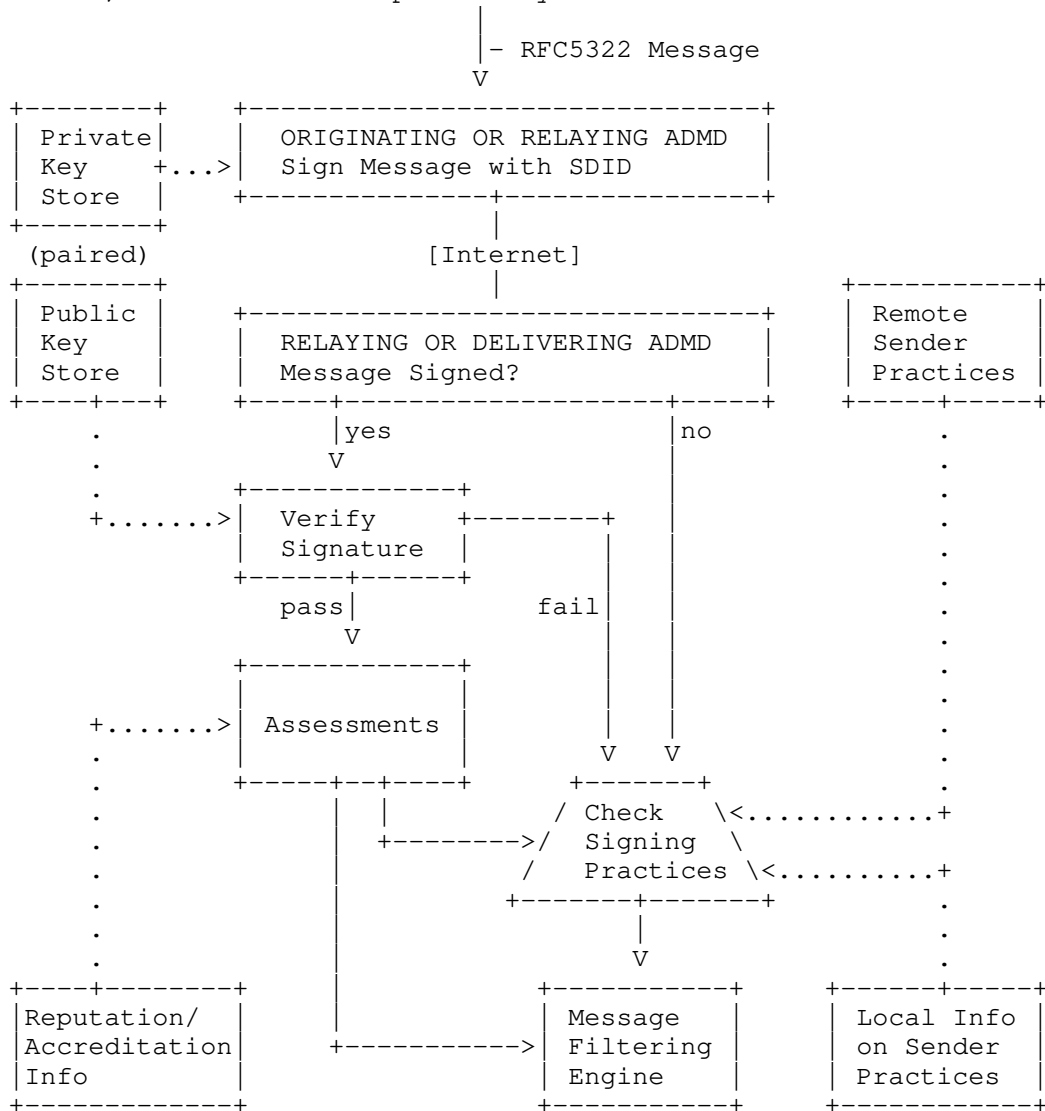 RFC5322 Message
Private
Key
Store
ORIGINATING OR RELAYING ADMD
Sign Message with SDID
(paired)
[Internet]
Public
Key
Store
RELAYING OR DELIVERING ADMD
Message Signed?
Remote
Sender
Practices
yes
no
Verify
Signature
pass
fail
Assessments
Check
Signing
Practices
Reputation/
Accreditation
Info
Message
Filtering
Engine
Local Info
on Sender
Practices